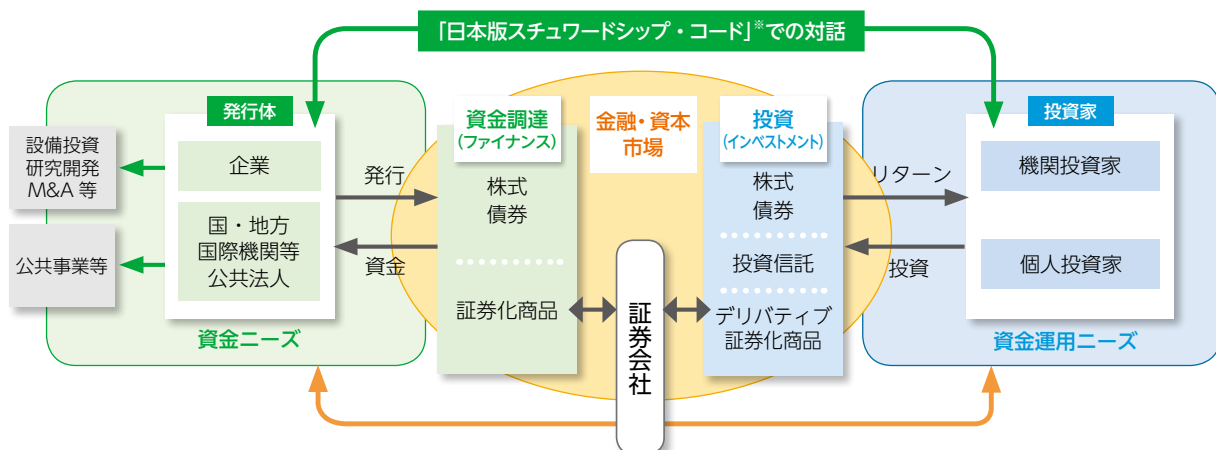 「日本版スチュワードシップ・コード」※での対話
発行体
企業
国・地方
国際機関等
公共法人
資金ニーズ
設備投資
研究開発
M&A 等
公共事業等
発行
資金
資金調達
(ファイナンス)
株式
債券
証券化商品
金融・資本
市場
証券会社
投資
(インベストメント)
株式
債券
投資信託
デリバティブ
証券化商品
リターン
投資
投資家
機関投資家
個人投資家
資金運用ニーズ